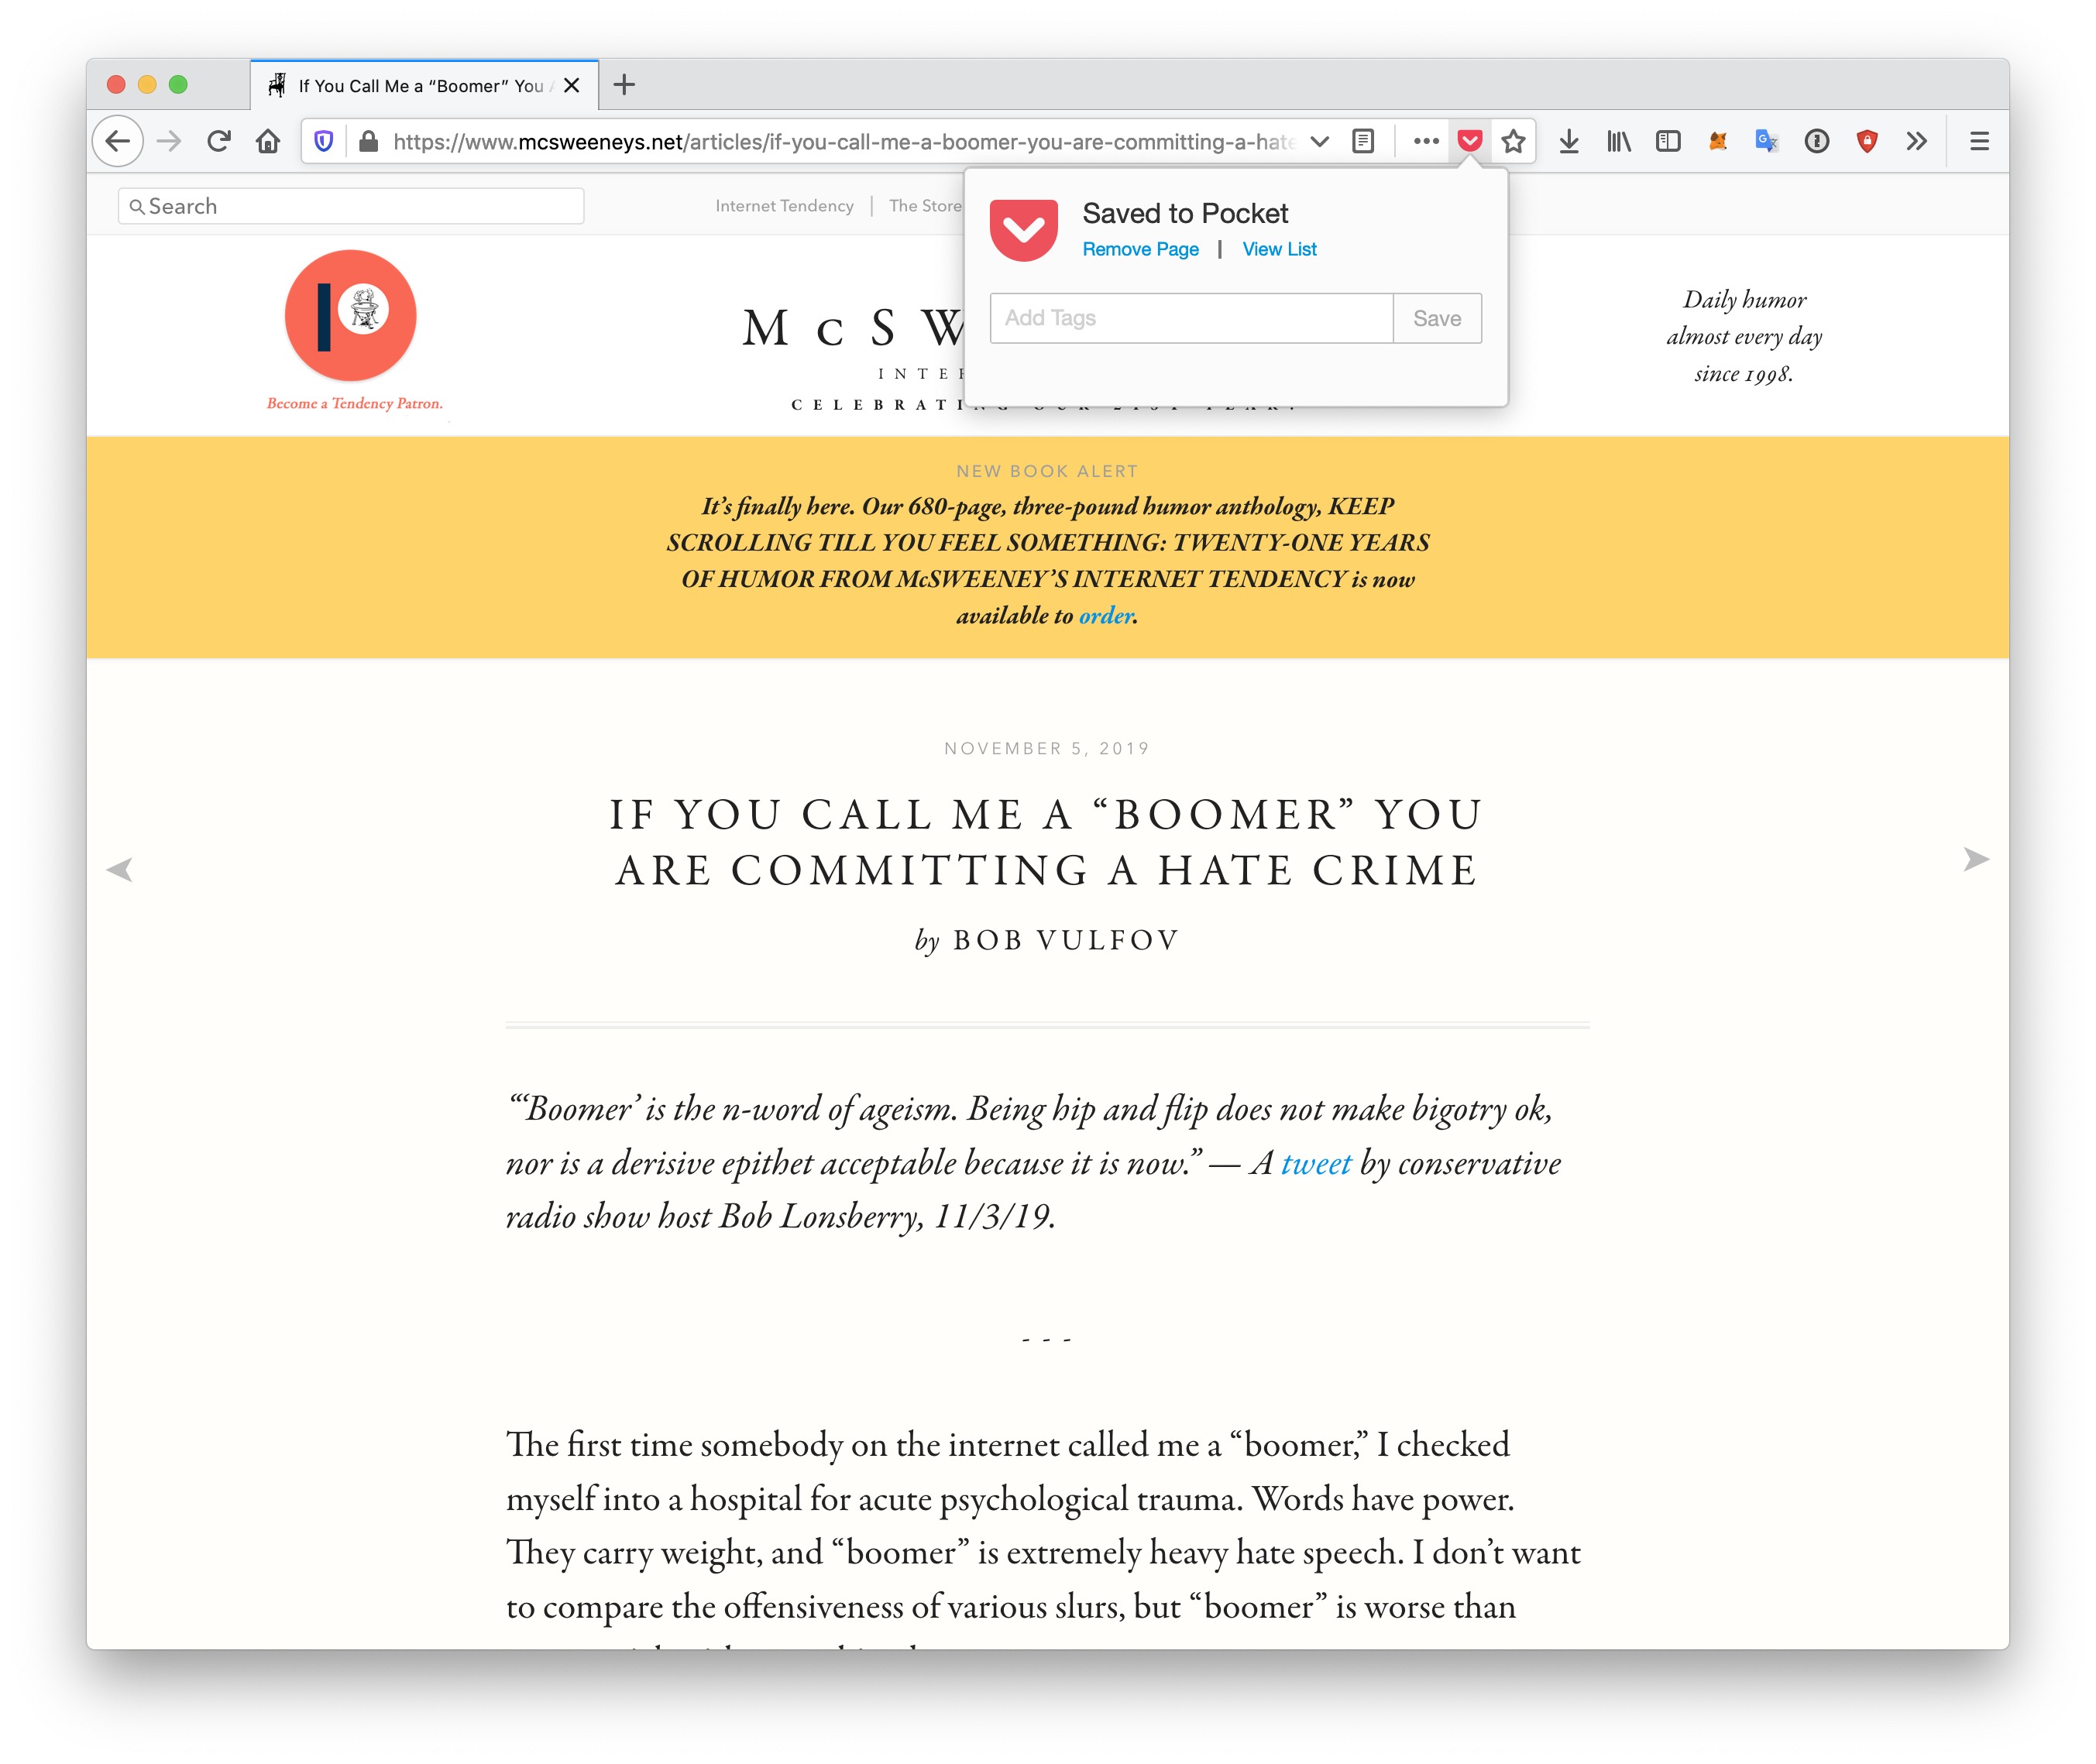 If You Call Me a “Boomer” You
https://www.mcsweeneys.net/articles/if-you-call-me-a-boomer-you-are-committing-a-hate
Search
Internet Tendency | The Store
Saved to Pocket
Remove Page | View List
Add Tags
Save
Become a Tendency Patron.
McSW
INTE
CELEBRATING OUR 21ST YEAR!
Daily humor
almost every day
since 1998.
NEW BOOK ALERT
It’s finally here. Our 680-page, three-pound humor anthology, KEEP
SCROLLING TILL YOU FEEL SOMETHING: TWENTY-ONE YEARS
OF HUMOR FROM McSWEENEY’S INTERNET TENDENCY is now
available to order.
NOVEMBER 5, 2019
IF YOU CALL ME A “BOOMER” YOU
ARE COMMITTING A HATE CRIME
by BOB VULFOV
“‘Boomer’ is the n-word of ageism. Being hip and flip does not make bigotry ok,
nor is a derisive epithet acceptable because it is now.” — A tweet by conservative
radio show host Bob Lonsberry, 11/3/19.
- - -
The first time somebody on the internet called me a “boomer,” I checked
myself into a hospital for acute psychological trauma. Words have power.
They carry weight, and “boomer” is extremely heavy hate speech. I don’t want
to compare the offensiveness of various slurs, but “boomer” is worse than